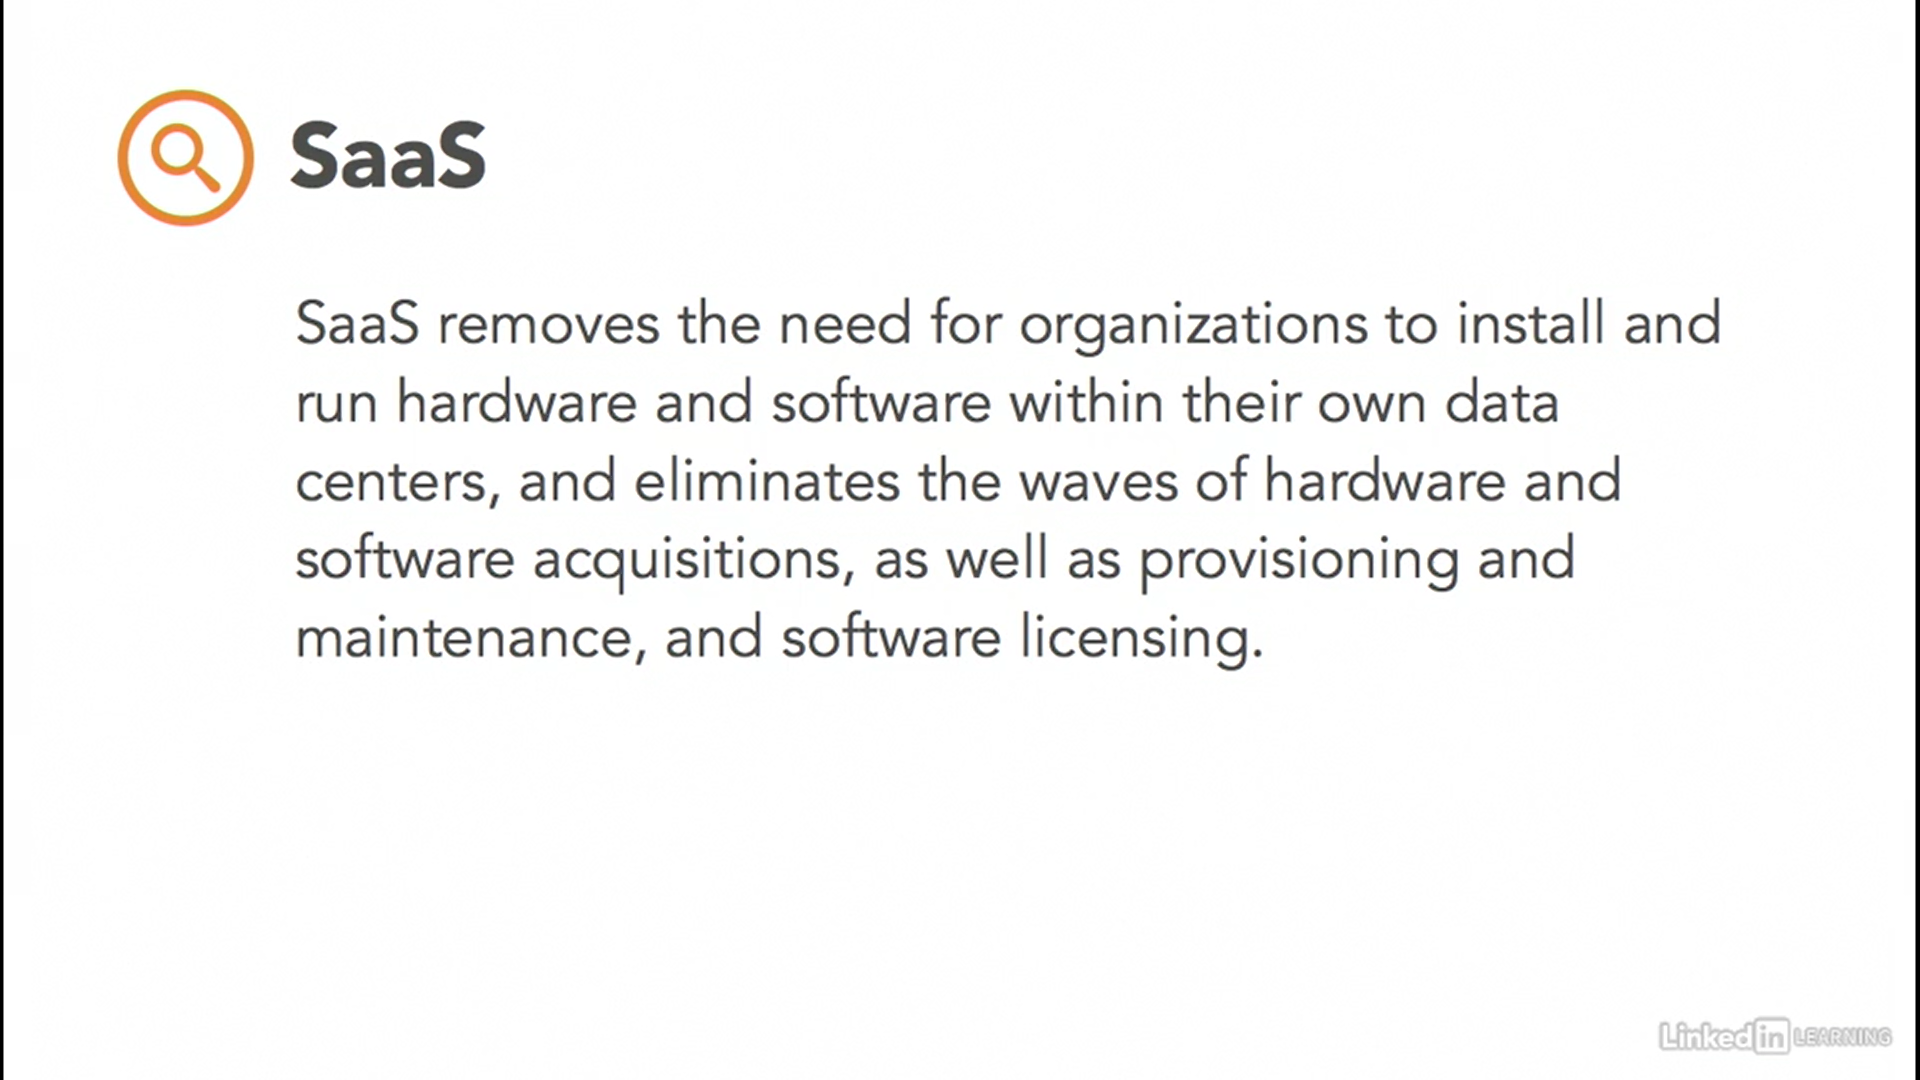 SaaS
SaaS removes the need for organizations to install and
run hardware and software within their own data
centers, and eliminates the waves of hardware and
software acquisitions, as well as provisioning and
maintenance, and software licensing.
Linked in LEARNING